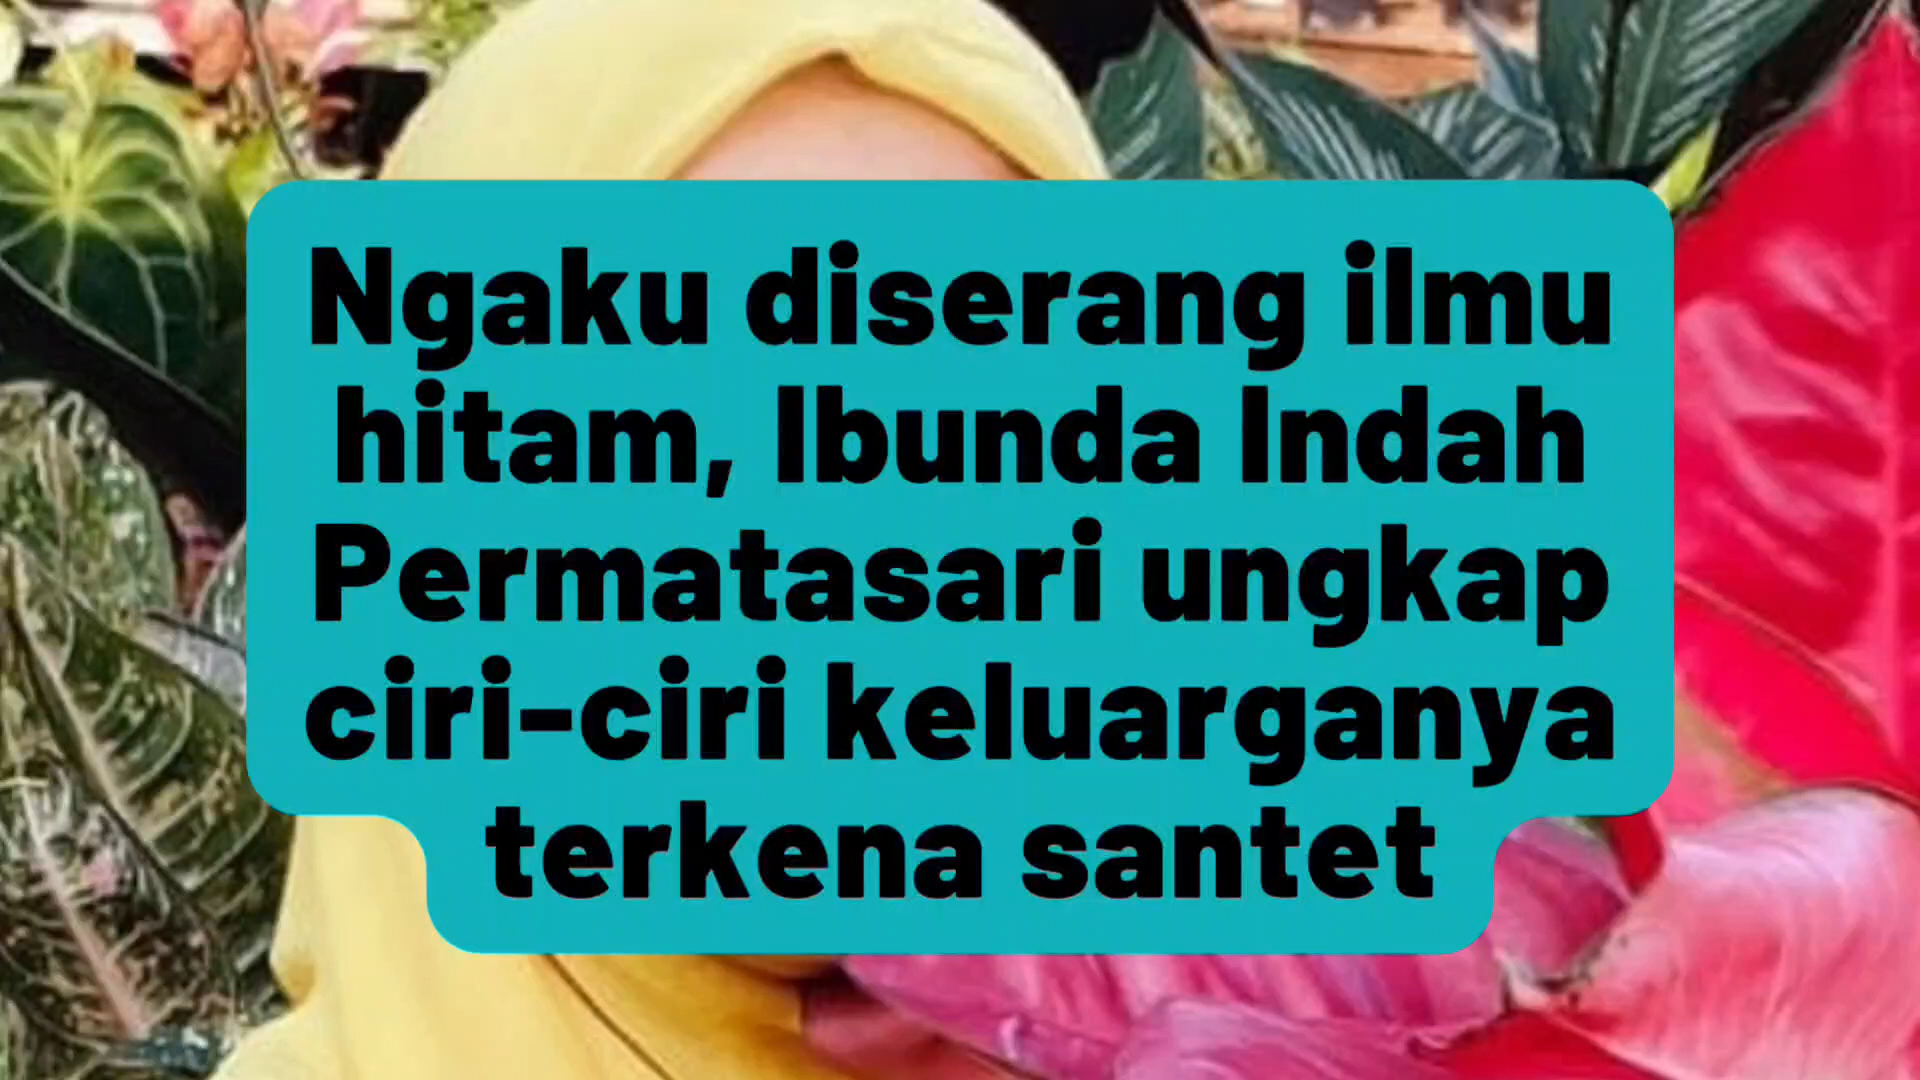 Ngaku diserang ilmu
hitam, Ibunda Indah
Permatasari ungkap
ciri-ciri keluarganya
terkena santet